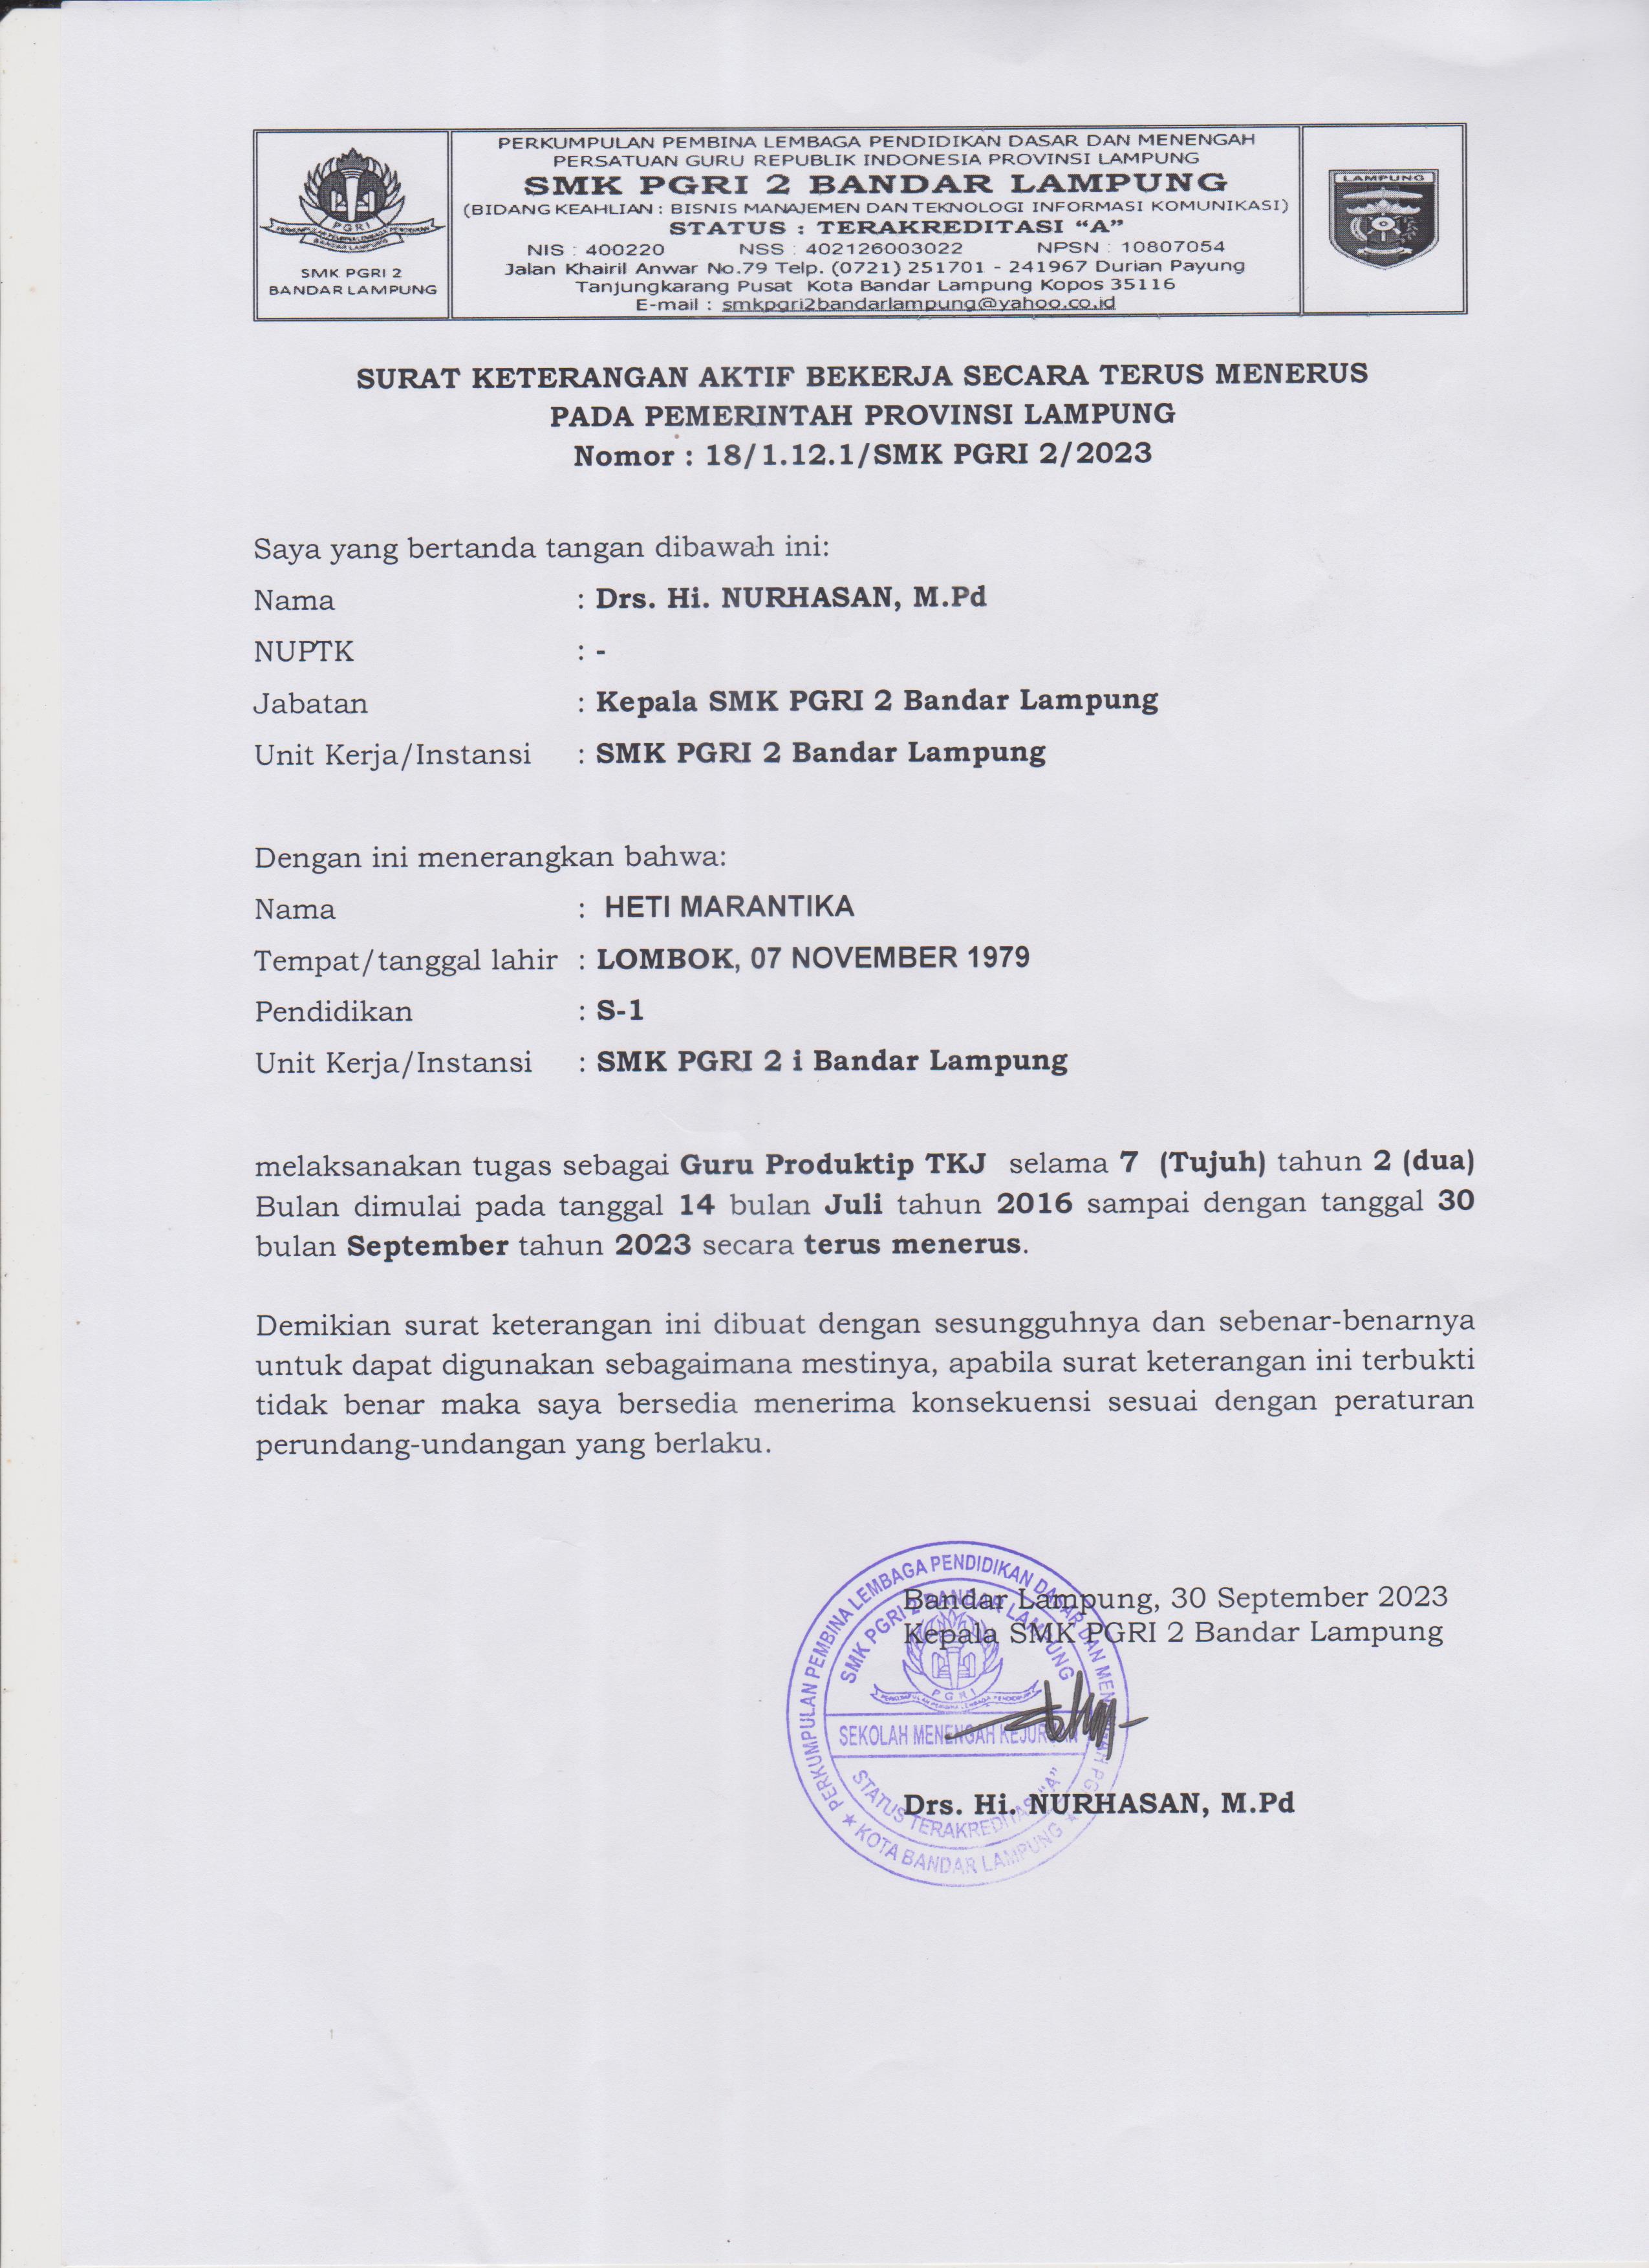 PERKUMPULAN PEMBINA LEMBAGA PENDIDIKAN DASAR DAN MENENGAH
PERSATUAN GURU REPUBLIK INDONESIA PROVINSI LAMPUNG
SMK PGRI 2 BANDAR LAMPUNG
(BIDANG KEAHLIAN : BISNIS MANAJEMEN DAN TEKNOLOGI INFORMASI KOMUNIKASI)
STATUS : TERAKREDITASI “A”
NIS : 400220 NSS : 402126003022 NPSN : 10807054
Jalan Khairil Anwar No.79 Telp. (0721) 251701 - 241967 Durian Payung
Tanjungkarang Pusat Kota Bandar Lampung Kopos 35116
E-mail : smkpgri2bandarlampung@yahoo.co.id
PGRI
PERKUMPULAN PEMBINA LEMBAGA PENDIDIKAN
BANDAR LAMPUNG
SMK PGRI 2
BANDAR LAMPUNG
LAMPUNG
SURAT KETERANGAN AKTIF BEKERJA SECARA TERUS MENERUS
PADA PEMERINTAH PROVINSI LAMPUNG
Nomor : 18/1.12.1/SMK PGRI 2/2023
Saya yang bertanda tangan dibawah ini:
Nama : Drs. Hi. NURHASAN, M.Pd
NUPTK : -
Jabatan : Kepala SMK PGRI 2 Bandar Lampung
Unit Kerja/Instansi : SMK PGRI 2 Bandar Lampung
Dengan ini menerangkan bahwa:
Nama : HETI MARANTIKA
Tempat/tanggal lahir : LOMBOK, 07 NOVEMBER 1979
Pendidikan : S-1
Unit Kerja/Instansi : SMK PGRI 2 i Bandar Lampung
melaksanakan tugas sebagai Guru Produktip TKJ selama 7 (Tujuh) tahun 2 (dua)
Bulan dimulai pada tanggal 14 bulan Juli tahun 2016 sampai dengan tanggal 30
bulan September tahun 2023 secara terus menerus.
Demikian surat keterangan ini dibuat dengan sesungguhnya dan sebenar-benarnya
untuk dapat digunakan sebagaimana mestinya, apabila surat keterangan ini terbukti
tidak benar maka saya bersedia menerima konsekuensi sesuai dengan peraturan
perundang-undangan yang berlaku.
Bandar Lampung, 30 September 2023
Kepala SMK PGRI 2 Bandar Lampung
PERKUMPULAN PEMBINA LEMBAGA PENDIDIKAN DASAR DAN
SMK PGRI 2 BANDAR LAMPUNG
PGRI
SEKOLAH MENENGAH
STATUS TERAKREDITASI “A”
★ KOTA BANDAR LAMPUNG ★
Drs. Hi. NURHASAN, M.Pd